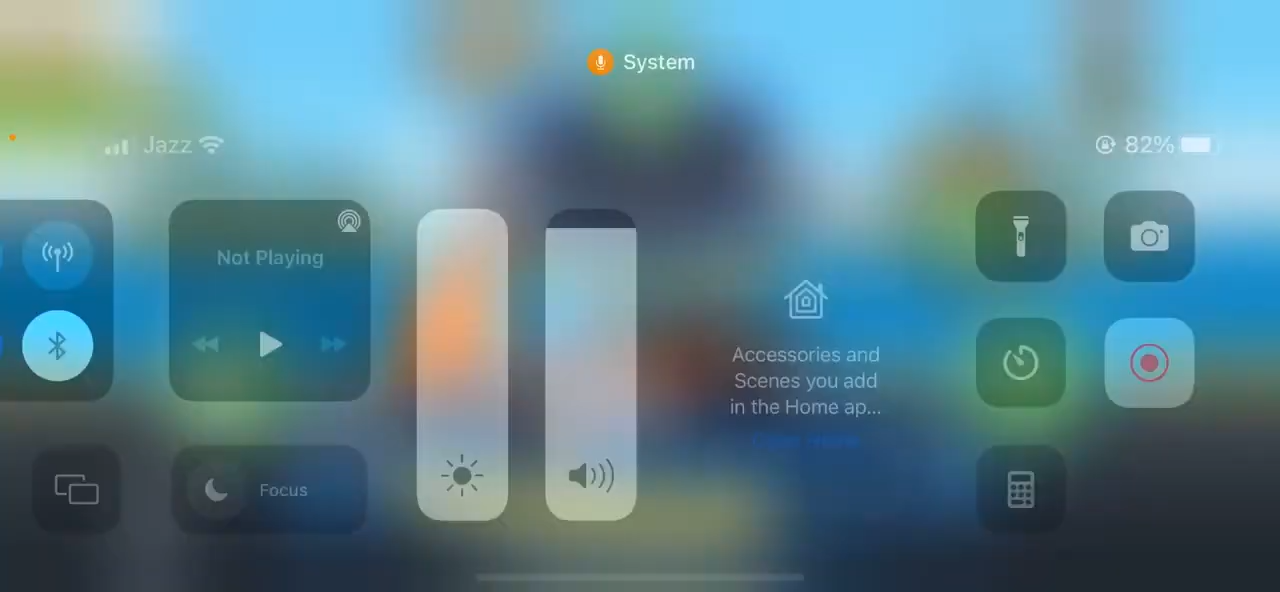 System
Jazz
82%
Not Playing
Accessories and
Scenes you add
in the Home ap...
Focus